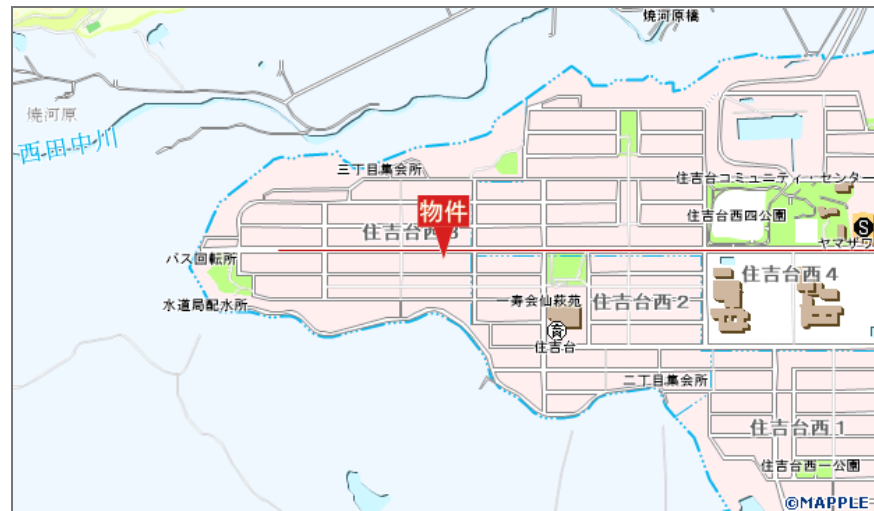 焼河原橋
焼河原
西田中川
三丁目集会所
住吉台コミュニティ・センター
物件
住吉台西四公園
住吉台西3
S
ヤマザワ
バス回転所
住吉台西4
水道局配水所
一寿会仙萩苑
住吉台西2
育
住吉台
二丁目集会所
住吉台西1
住吉台西一公園
©MAPPLE